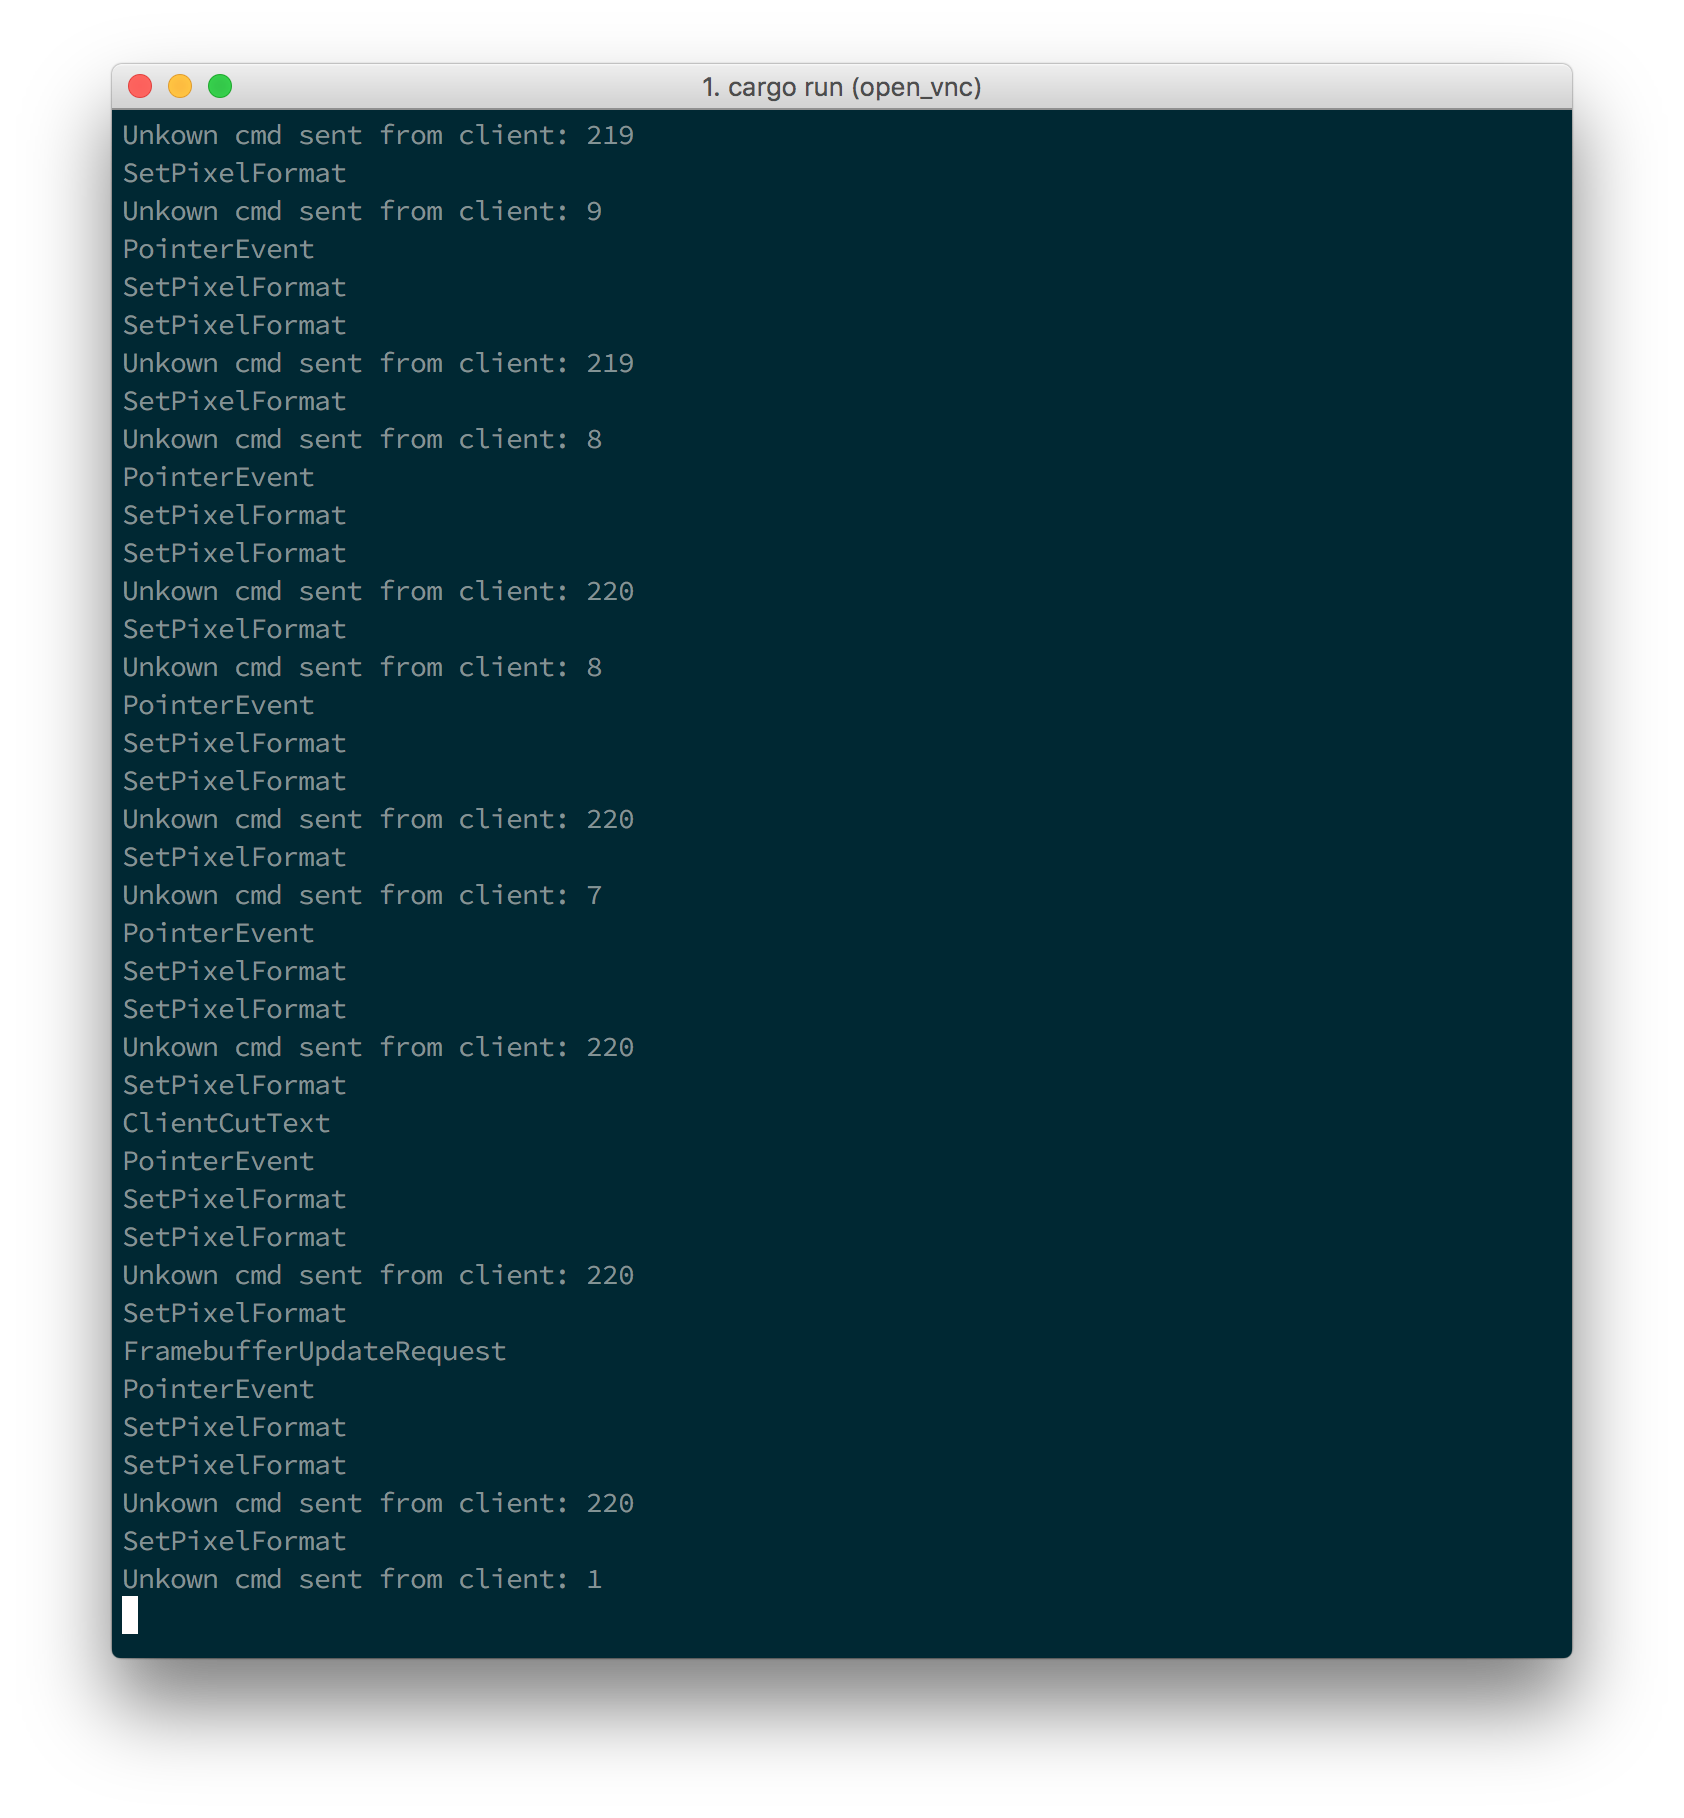 1. cargo run (open_vnc)
Unkown cmd sent from client: 219
SetPixelFormat
Unkown cmd sent from client: 9
PointerEvent
SetPixelFormat
SetPixelFormat
Unkown cmd sent from client: 219
SetPixelFormat
Unkown cmd sent from client: 8
PointerEvent
SetPixelFormat
SetPixelFormat
Unkown cmd sent from client: 220
SetPixelFormat
Unkown cmd sent from client: 8
PointerEvent
SetPixelFormat
SetPixelFormat
Unkown cmd sent from client: 220
SetPixelFormat
Unkown cmd sent from client: 7
PointerEvent
SetPixelFormat
SetPixelFormat
Unkown cmd sent from client: 220
SetPixelFormat
ClientCutText
PointerEvent
SetPixelFormat
SetPixelFormat
Unkown cmd sent from client: 220
SetPixelFormat
FramebufferUpdateRequest
PointerEvent
SetPixelFormat
SetPixelFormat
Unkown cmd sent from client: 220
SetPixelFormat
Unkown cmd sent from client: 1